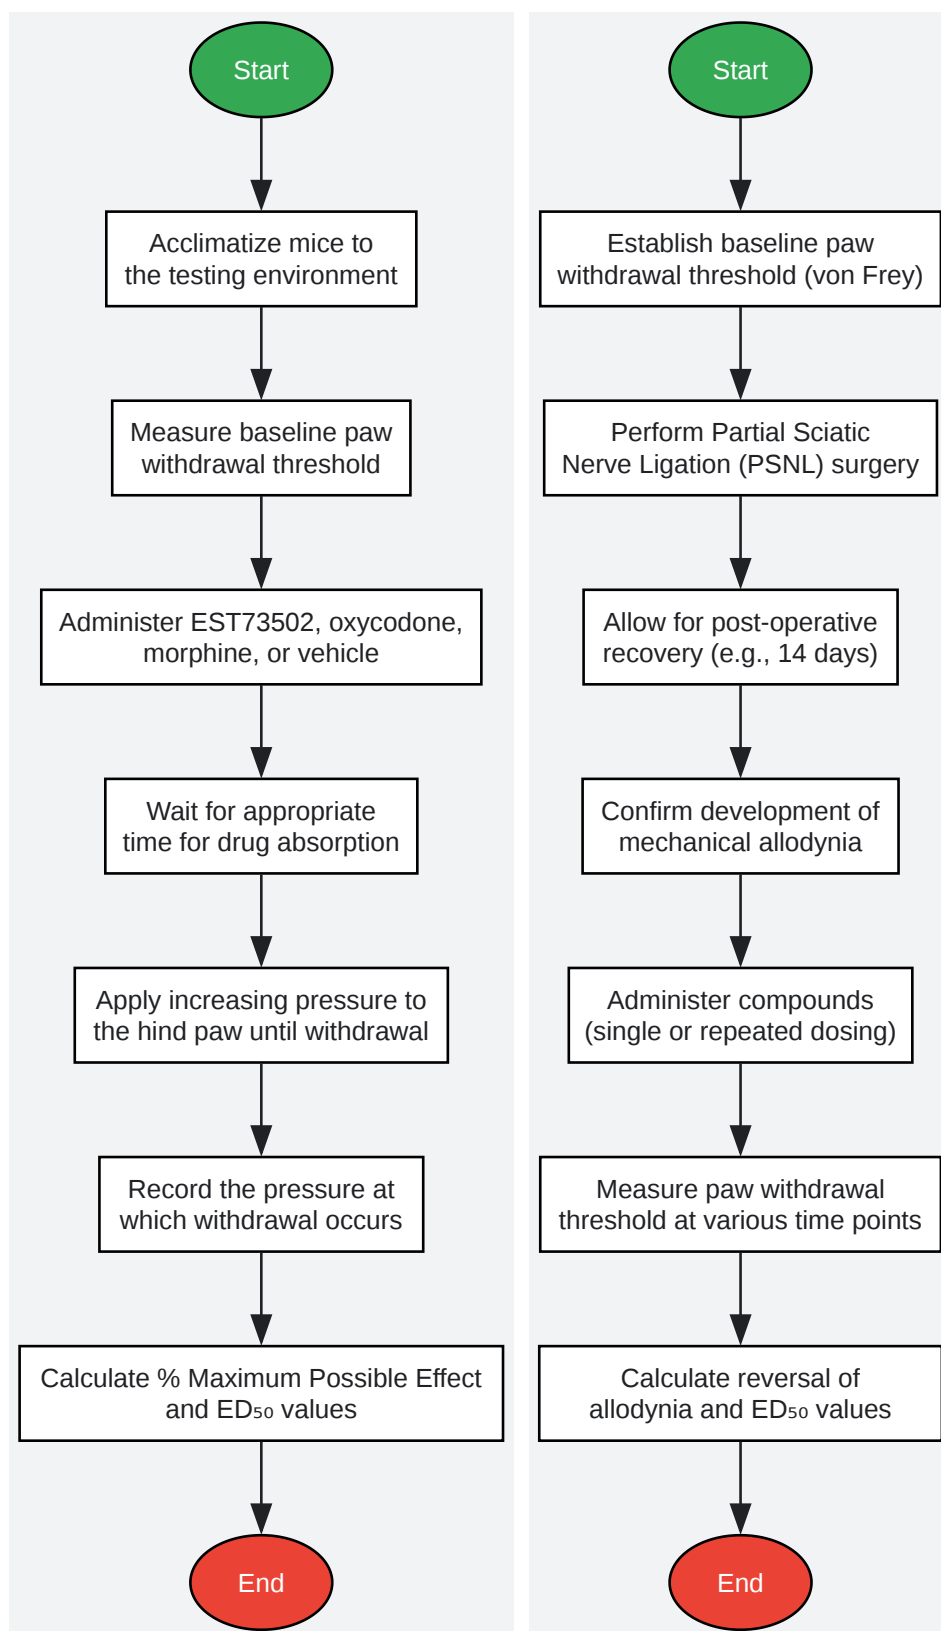 Start
Acclimatize mice to
the testing environment
Measure baseline paw
withdrawal threshold
Administer EST73502, oxycodone,
morphine, or vehicle
Wait for appropriate
time for drug absorption
Apply increasing pressure to
the hind paw until withdrawal
Record the pressure at
which withdrawal occurs
Calculate % Maximum Possible Effect
and ED₅₀ values
End
Start
Establish baseline paw
withdrawal threshold (von Frey)
Perform Partial Sciatic
Nerve Ligation (PSNL) surgery
Allow for post-operative
recovery (e.g., 14 days)
Confirm development of
mechanical allodynia
Administer compounds
(single or repeated dosing)
Measure paw withdrawal
threshold at various time points
Calculate reversal of
allodynia and ED₅₀ values
End